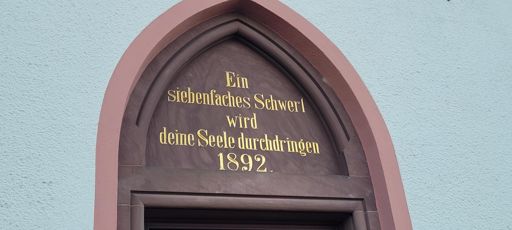 Ein
siebenfaches Schwert
wird
deine Seele durchdringen
1892.